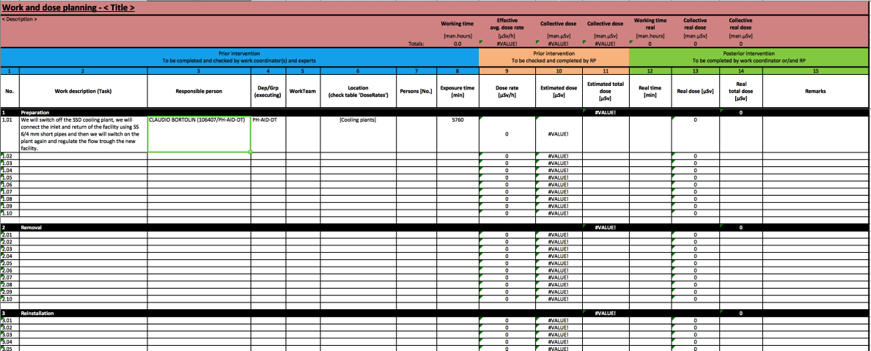 Work and dose planning - < Title >
< Description >
Working time Effective avg. dose rate Collective dose Collective dose Working time real Collective real dose Collective real dose
[man.hours] [µSv/h] [man.µSv] [man.µSv] [man.hours] [man.µSv] [man.µSv]
Totals: 0.0 #VALUE! #VALUE! #VALUE! 0 0 0
Prior intervention Prior intervention Posterior intervention
To be completed and checked by work coordinator(s) and experts To be checked and completed by RP To be completed by work coordinator or/and RP
1 2 3 4 5 6 7 8 9 10 11 12 13 14 15
No. Work description (Task) Responsible person Dep/Grp (executing) WorkTeam Location (check table 'DoseRates') Persons [No.] Exposure time [min] Dose rate [µSv/h] Estimated dose [µSv] Estimated total dose [µSv] Real time [min] Real dose [µSv] Real total dose [µSv] Remarks
1 Preparation #VALUE! 0
1.01 We will switch off the SSD cooling plant, we will CLAUDIO BORTOLIN (106407/PH-AID-DT) PH-AID-DT [Cooling plants] 5760 0
connect the inlet and return of the facility using SS
6/4 mm short pipes and then we will switch on the 0 #VALUE!
plant again and regulate the flow trough the new
facility.
1.02 0 #VALUE! 0
1.03 0 #VALUE! 0
1.04 0 #VALUE! 0
1.05 0 #VALUE! 0
1.06 0 #VALUE! 0
1.07 0 #VALUE! 0
1.08 0 #VALUE! 0
1.09 0 #VALUE! 0
1.10 0 #VALUE! 0
2 Removal #VALUE! 0
2.01 0 #VALUE! 0
2.02 0 #VALUE! 0
2.03 0 #VALUE! 0
2.04 0 #VALUE! 0
2.05 0 #VALUE! 0
2.06 0 #VALUE! 0
2.07 0 #VALUE! 0
2.08 0 #VALUE! 0
2.09 0 #VALUE! 0
2.10 0 #VALUE! 0
3 Reinstallation #VALUE! 0
3.01 0 #VALUE! 0
3.02 0 #VALUE! 0
3.03 0 #VALUE! 0
3.04 0 #VALUE! 0
3.05 0 #VALUE! 0